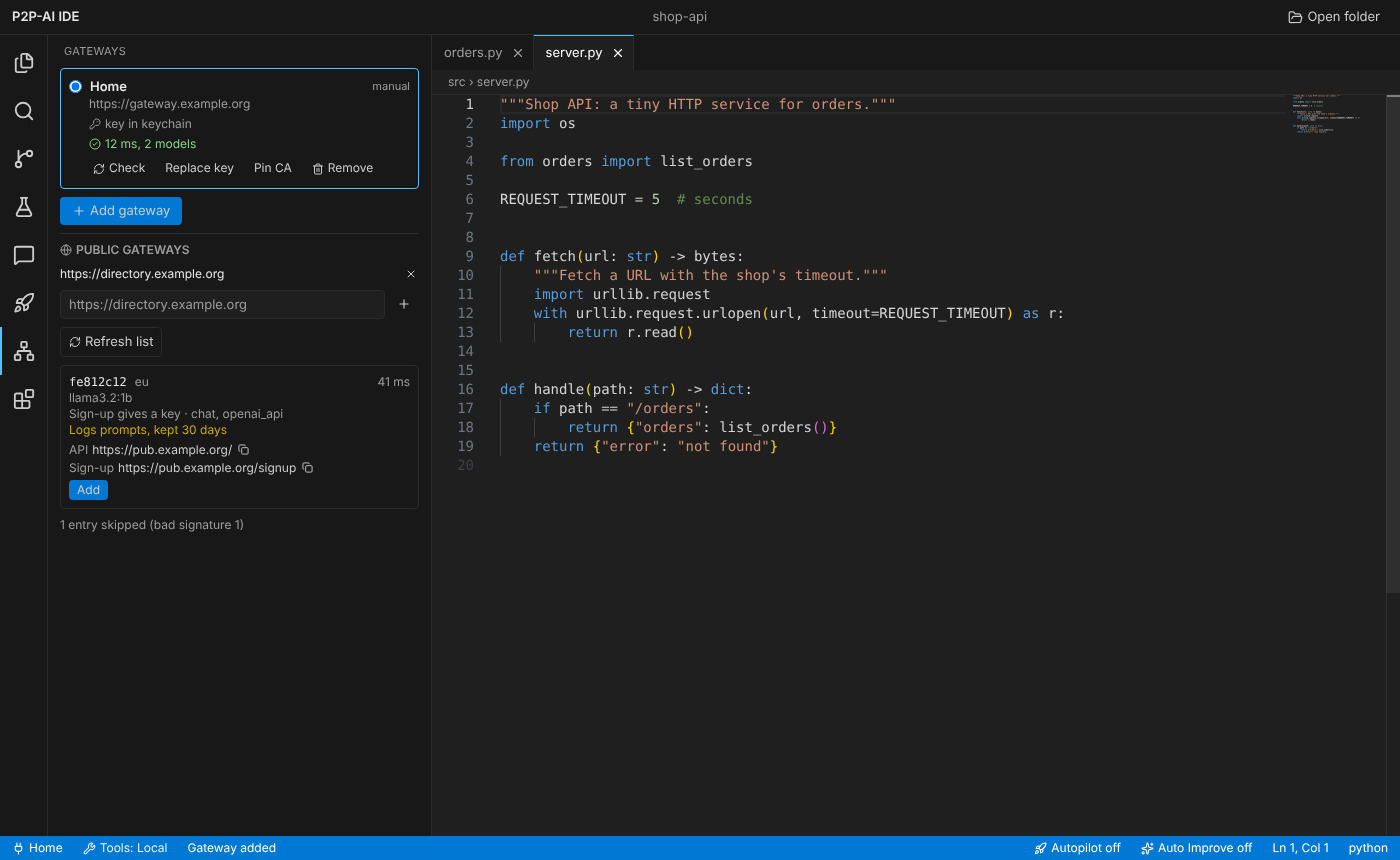 P2P-AI IDE
shop-api
Open folder
GATEWAYS
Home
manual
https://gateway.example.org
key in keychain
12 ms, 2 models
Check Replace key Pin CA Remove
Add gateway
PUBLIC GATEWAYS
https://directory.example.org
https://directory.example.org
Refresh list
fe812c12 eu 41 ms
llama3.2:1b
Sign-up gives a key · chat, openai_api
Logs prompts, kept 30 days
API https://pub.example.org/
Sign-up https://pub.example.org/signup
Add
1 entry skipped (bad signature 1)
orders.py server.py
src › server.py
1 """Shop API: a tiny HTTP service for orders."""
2 import os
3
4 from orders import list_orders
5
6 REQUEST_TIMEOUT = 5  # seconds
7
8
9 def fetch(url: str) -> bytes:
10     """Fetch a URL with the shop's timeout."""
11     import urllib.request
12     with urllib.request.urlopen(url, timeout=REQUEST_TIMEOUT) as r:
13         return r.read()
14
15
16 def handle(path: str) -> dict:
17     if path == "/orders":
18         return {"orders": list_orders()}
19     return {"error": "not found"}
20
Home Tools: Local Gateway added
Autopilot off Auto Improve off Ln 1, Col 1 python